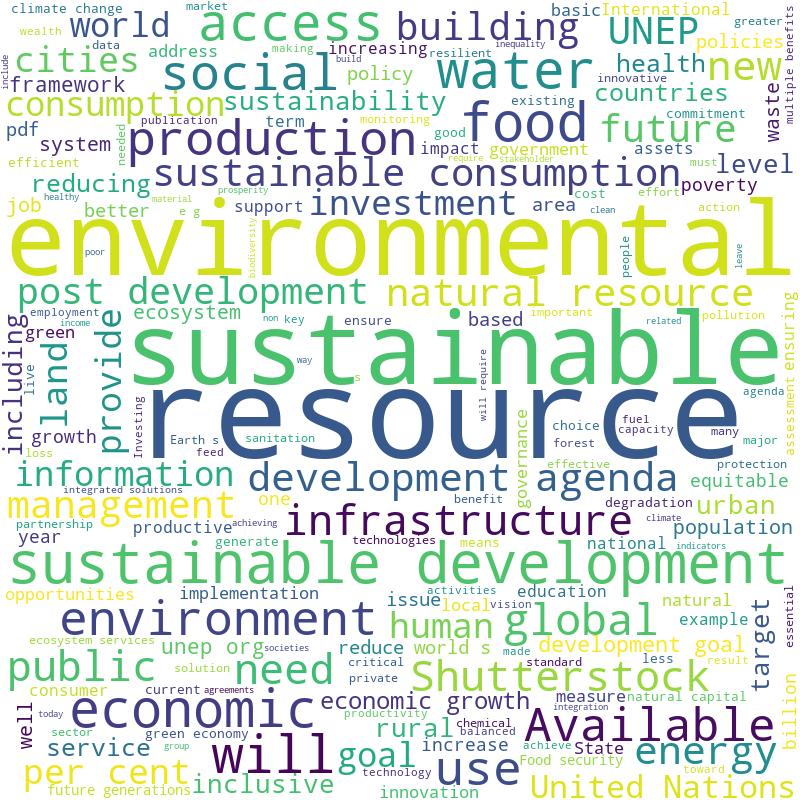 climate change market basic International greater
wealth world access building UNEP policies
data making increasing resilient inequality
cities address social build water health new
include framework policy innovative multiple benefits
consumption sustainability existing countries
publication monitoring term food commitment waste
pdf needed production good future
system impact government assets
efficient sustainable consumption require stakeholder must level
reducing cost effort poverty
job healthy material prosperity support investment area clean action
better e g
environmental
poor biodiversity people leave
post development natural resource
employment ecosystem non key ensure based important pollution ensuring
income sustainable related
including green provide way
live land s will require agenda
resource
growth Investing Earth s sanitation governance choice fuel capacity many assessment
loss feed forest major
information development agenda effective protection equitable
integrated solutions
management one benefit degradation urban
partnership productive achieving infrastructure climate population
year generate technologies means national indicators
sustainable development
opportunities implementation activities education natural essential
issue local vision
environment human global example target
ecosystem services unep org societies reduce world s made development goal
public solution need critical standard less result
consumer private Shutterstock
current agreements economic growth measure natural capital billion
well economic productivity integration
today sector green economy rural chemical balanced Available
service group will goal increase achieve State energy
per cent technology use Food security toward
future generations inclusive innovation United Nations